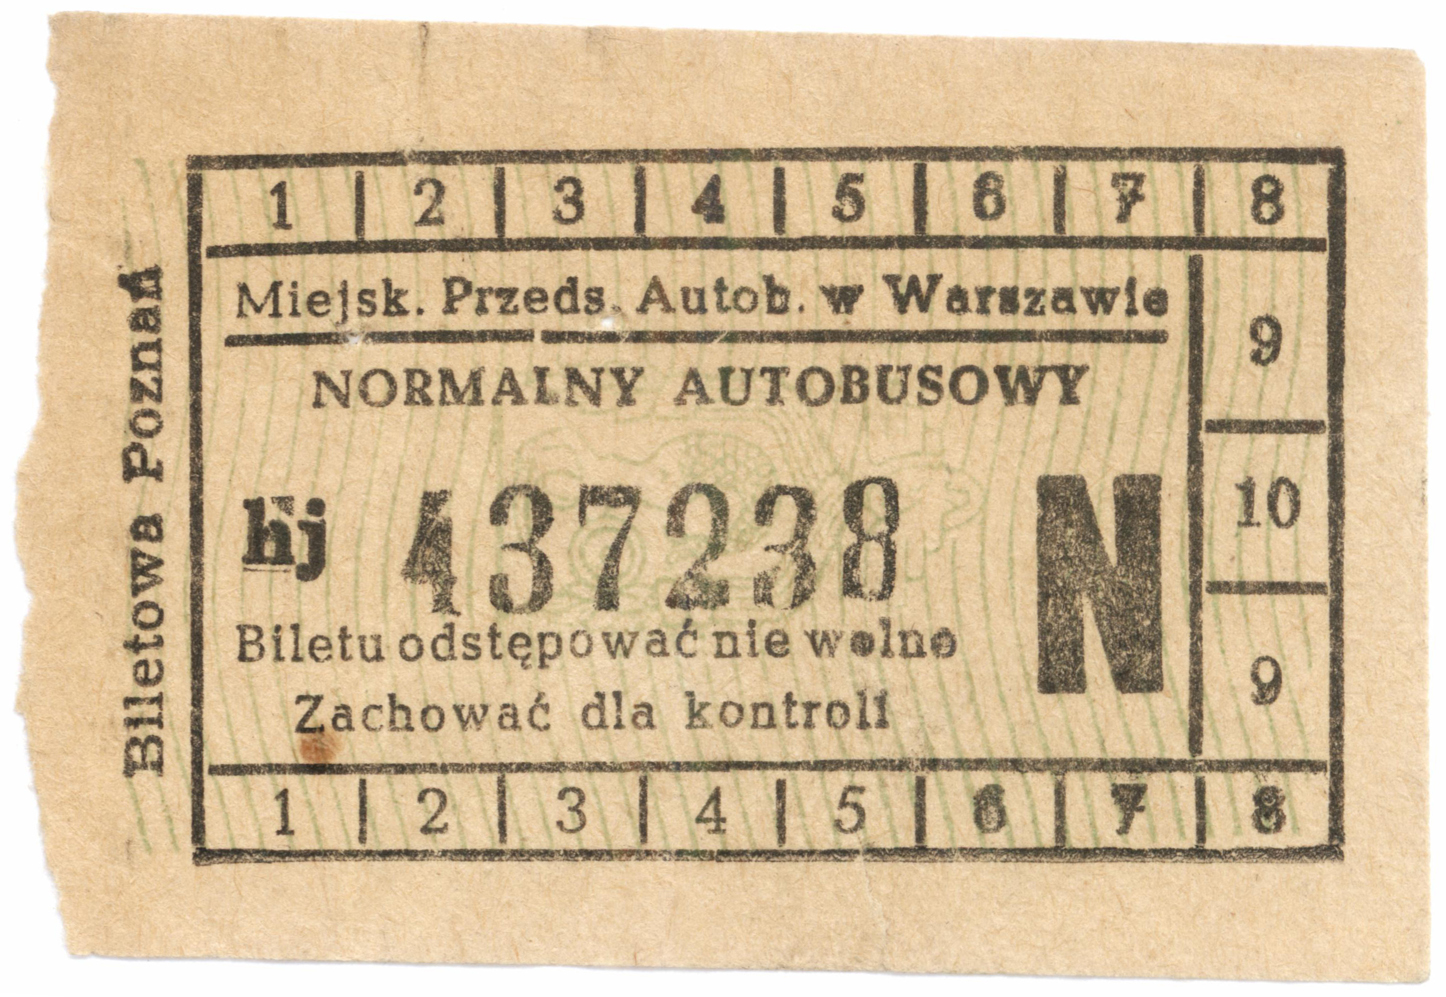 1 2 3 4 5 6 7 8
Miejsk. Przeds. Autob. w Warszawie
9
NORMALNY AUTOBUSOWY
hj 437238 N
10
Biletu odstępować nie wolno
Zachować dla kontroli
9
1 2 3 4 5 6 7 8
Biletowa Poznań